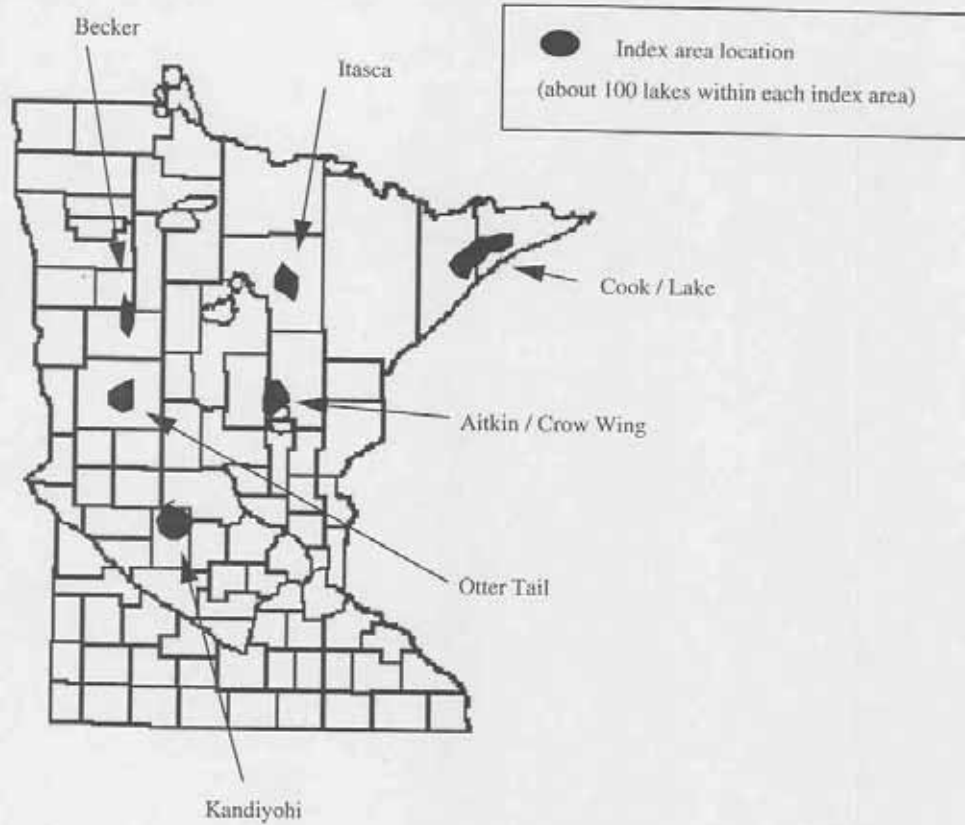 Becker
Itasca
Index area location
(about 100 lakes within each index area)
Cook / Lake
Aitkin / Crow Wing
Otter Tail
Kandiyohi